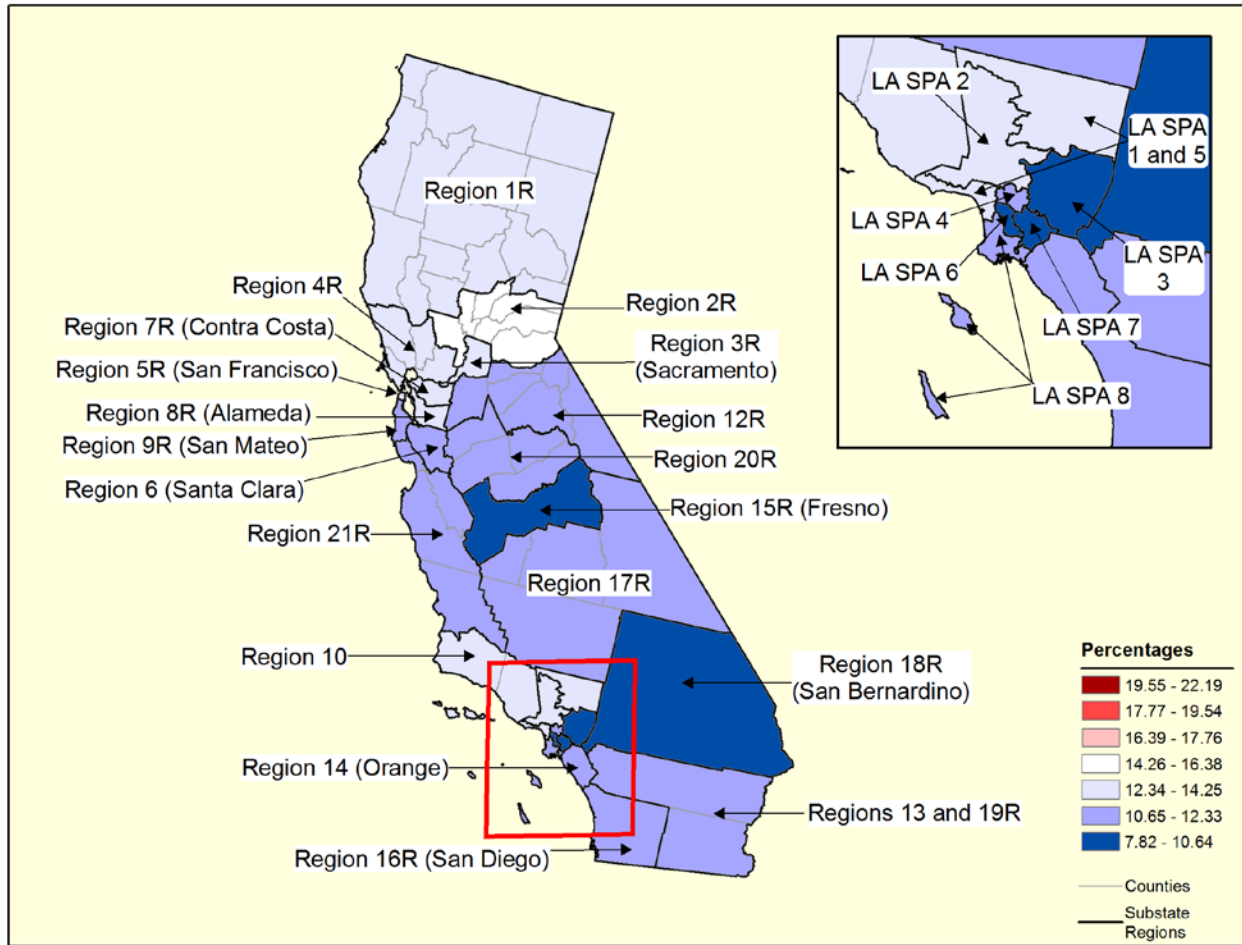 Region 1R
Region 4R
Region 7R (Contra Costa)
Region 5R (San Francisco)
Region 8R (Alameda)
Region 9R (San Mateo)
Region 6 (Santa Clara)
Region 21R
Region 10
Region 14 (Orange)
Region 16R (San Diego)
Region 2R
Region 3R
(Sacramento)
Region 12R
Region 20R
Region 15R (Fresno)
Region 17R
Region 18R
(San Bernardino)
Regions 13 and 19R
LA SPA 2
LA SPA
1 and 5
LA SPA 4
LA SPA 6
LA SPA
3
LA SPA 7
LA SPA 8
Percentages
19.55 - 22.19
17.77 - 19.54
16.39 - 17.76
14.26 - 16.38
12.34 - 14.25
10.65 - 12.33
7.82 - 10.64
Counties
Substate
Regions